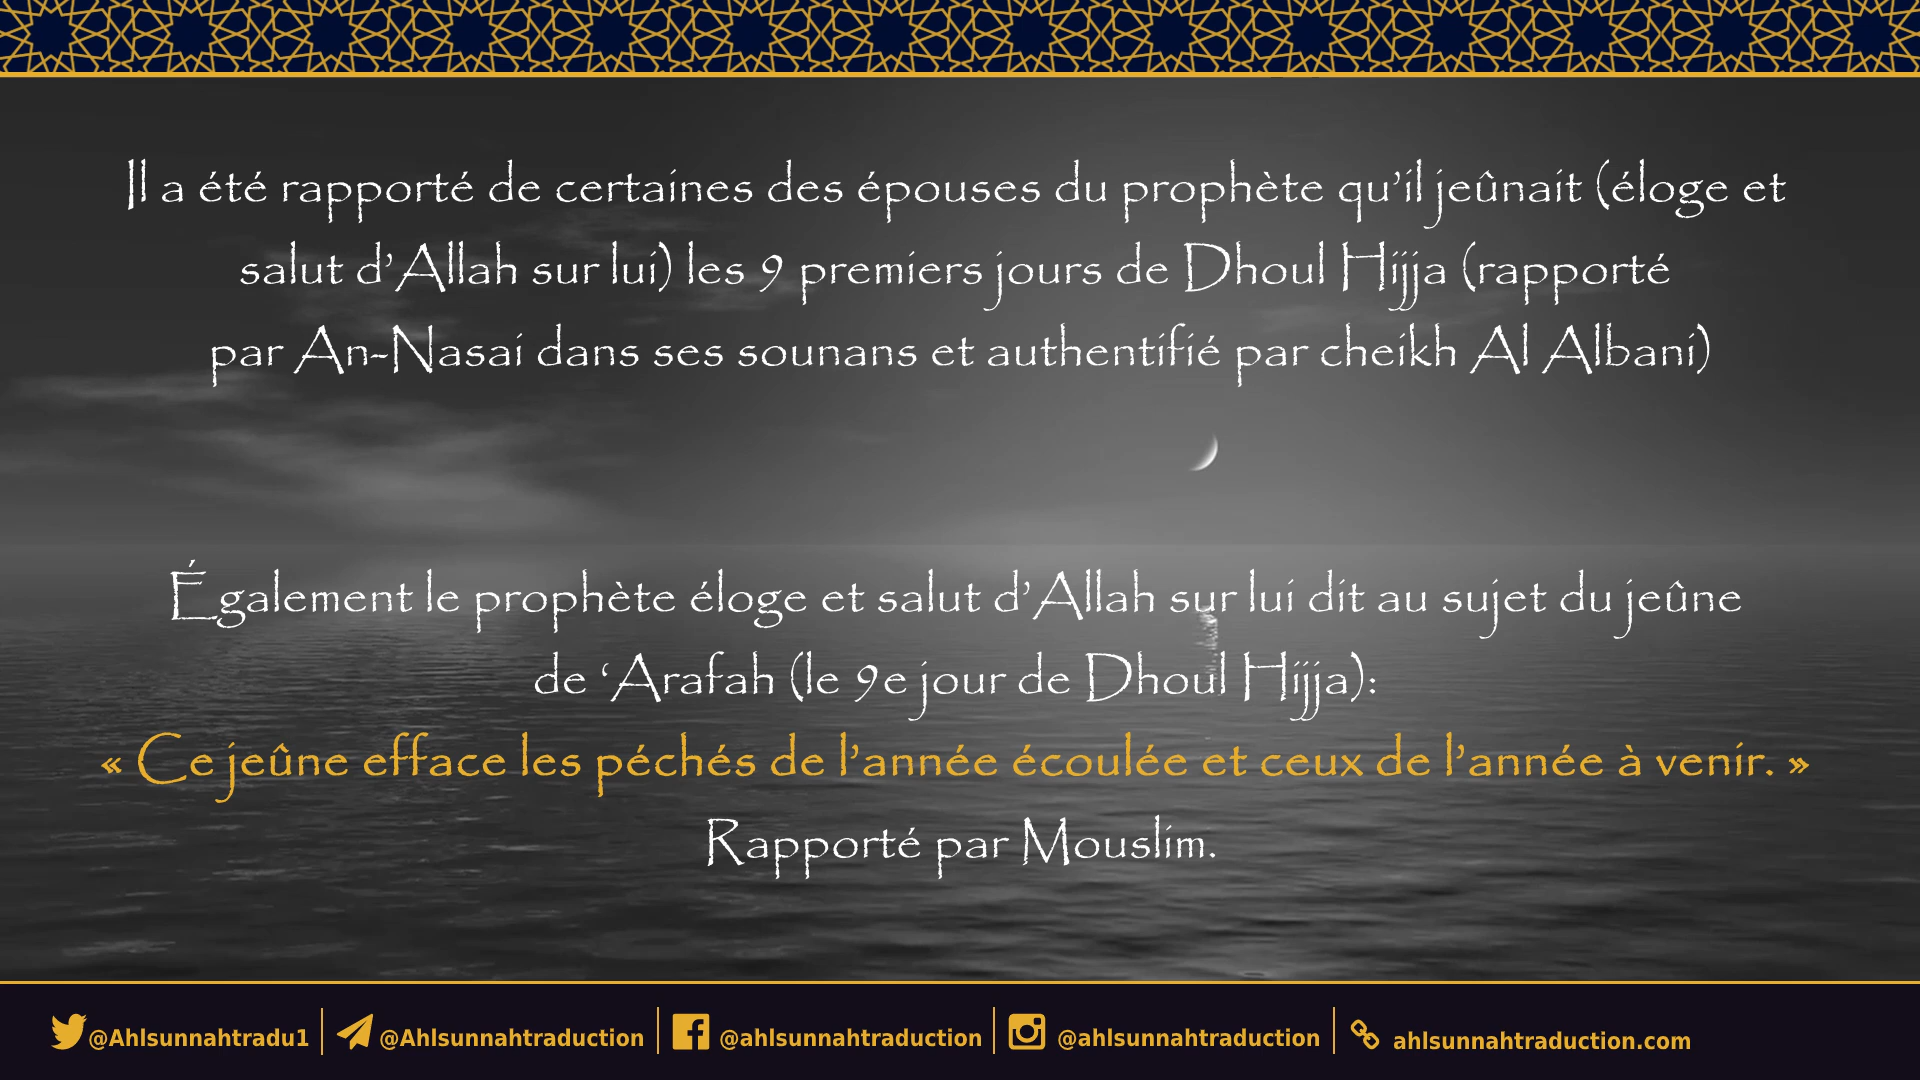 Il a été rapporté de certaines des épouses du prophète qu’il jeûnait (éloge et
salut d’Allah sur lui) les 9 premiers jours de Dhoul Hijja (rapporté
par An-Nasai dans ses sounans et authentifié par cheikh Al Albani)
Également le prophète éloge et salut d’Allah sur lui dit au sujet du jeûne
de ‘Arafah (le 9e jour de Dhoul Hijja):
« Ce jeûne efface les péchés de l’année écoulée et ceux de l’année à venir. »
Rapporté par Mouslim.
@Ahlsunnahtradu1 @Ahlsunnahtraduction @ahlsunnahtraduction @ahlsunnahtraduction ahlsunnahtraduction.com